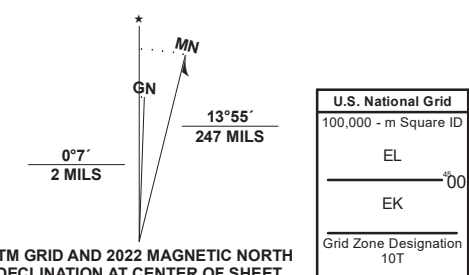 ★
MN
GN
13°55´
247 MILS
0°7´
2 MILS
TM GRID AND 2022 MAGNETIC NORTH
DECLINATION AT CENTER OF SHEET
U.S. National Grid
100,000 - m Square ID
EL
4500
EK
Grid Zone Designation
10T